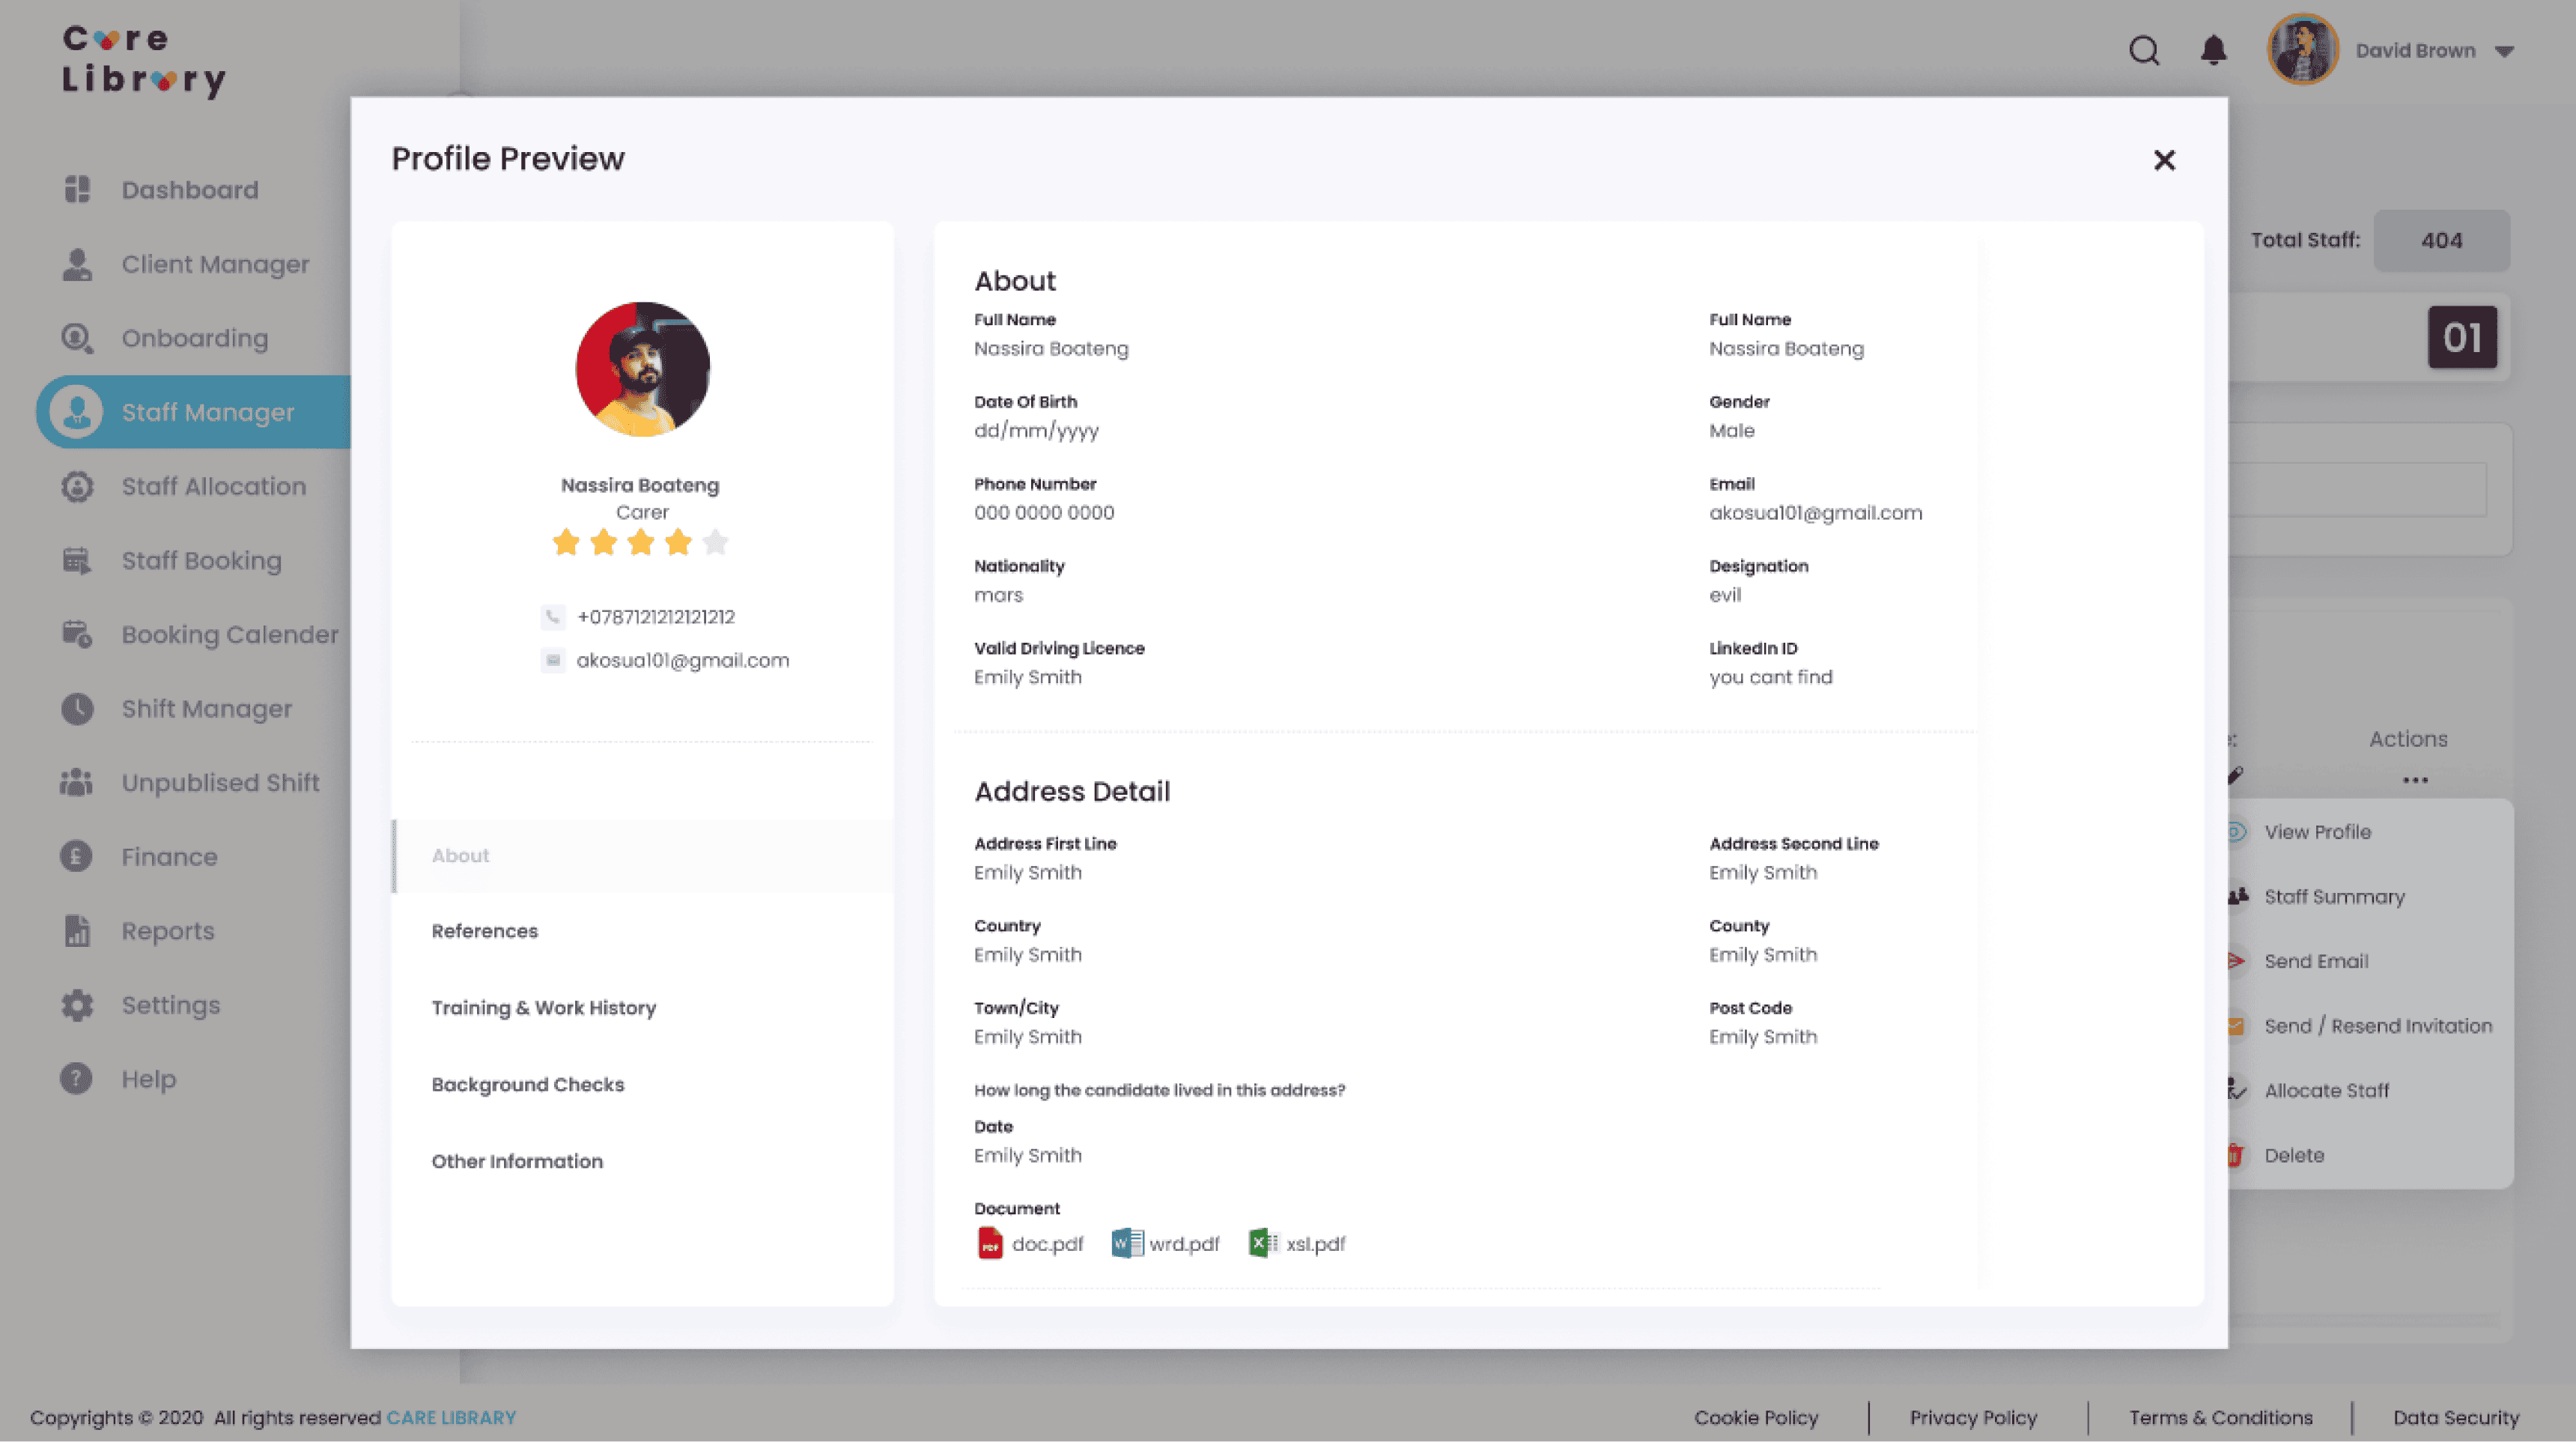 Care
Library
David Brown
Dashboard
Client Manager
Onboarding
Staff Manager
Staff Allocation
Staff Booking
Booking Calender
Shift Manager
Unpublised Shift
Finance
Reports
Settings
Help
Total Staff: 404
01
Profile Preview
Nassira Boateng
Carer
+0787121212121212
akosua101@gmail.com
About
References
Training & Work History
Background Checks
Other Information
About
Full Name Full Name
Nassira Boateng Nassira Boateng
Date Of Birth Gender
dd/mm/yyyy Male
Phone Number Email
000 0000 0000 akosua101@gmail.com
Nationality Designation
mars evil
Valid Driving Licence LinkedIn ID
Emily Smith you cant find
Address Detail
Address First Line Address Second Line
Emily Smith Emily Smith
Country County
Emily Smith Emily Smith
Town/City Post Code
Emily Smith Emily Smith
How long the candidate lived in this address?
Date
Emily Smith
Document
PDF doc.pdf W wrd.pdf X xsl.pdf
Actions
View Profile
Staff Summary
Send Email
Send / Resend Invitation
Allocate Staff
Delete
Copyrights © 2020 All rights reserved CARE LIBRARY
Cookie Policy Privacy Policy Terms & Conditions Data Security